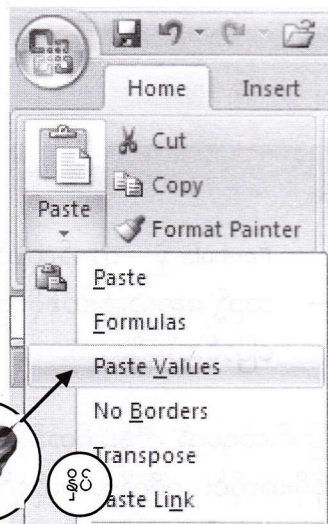 Home Insert
Cut
Copy
Paste
Format Painter
Paste
Formulas
Paste Values
No Borders
Transpose
aste Link